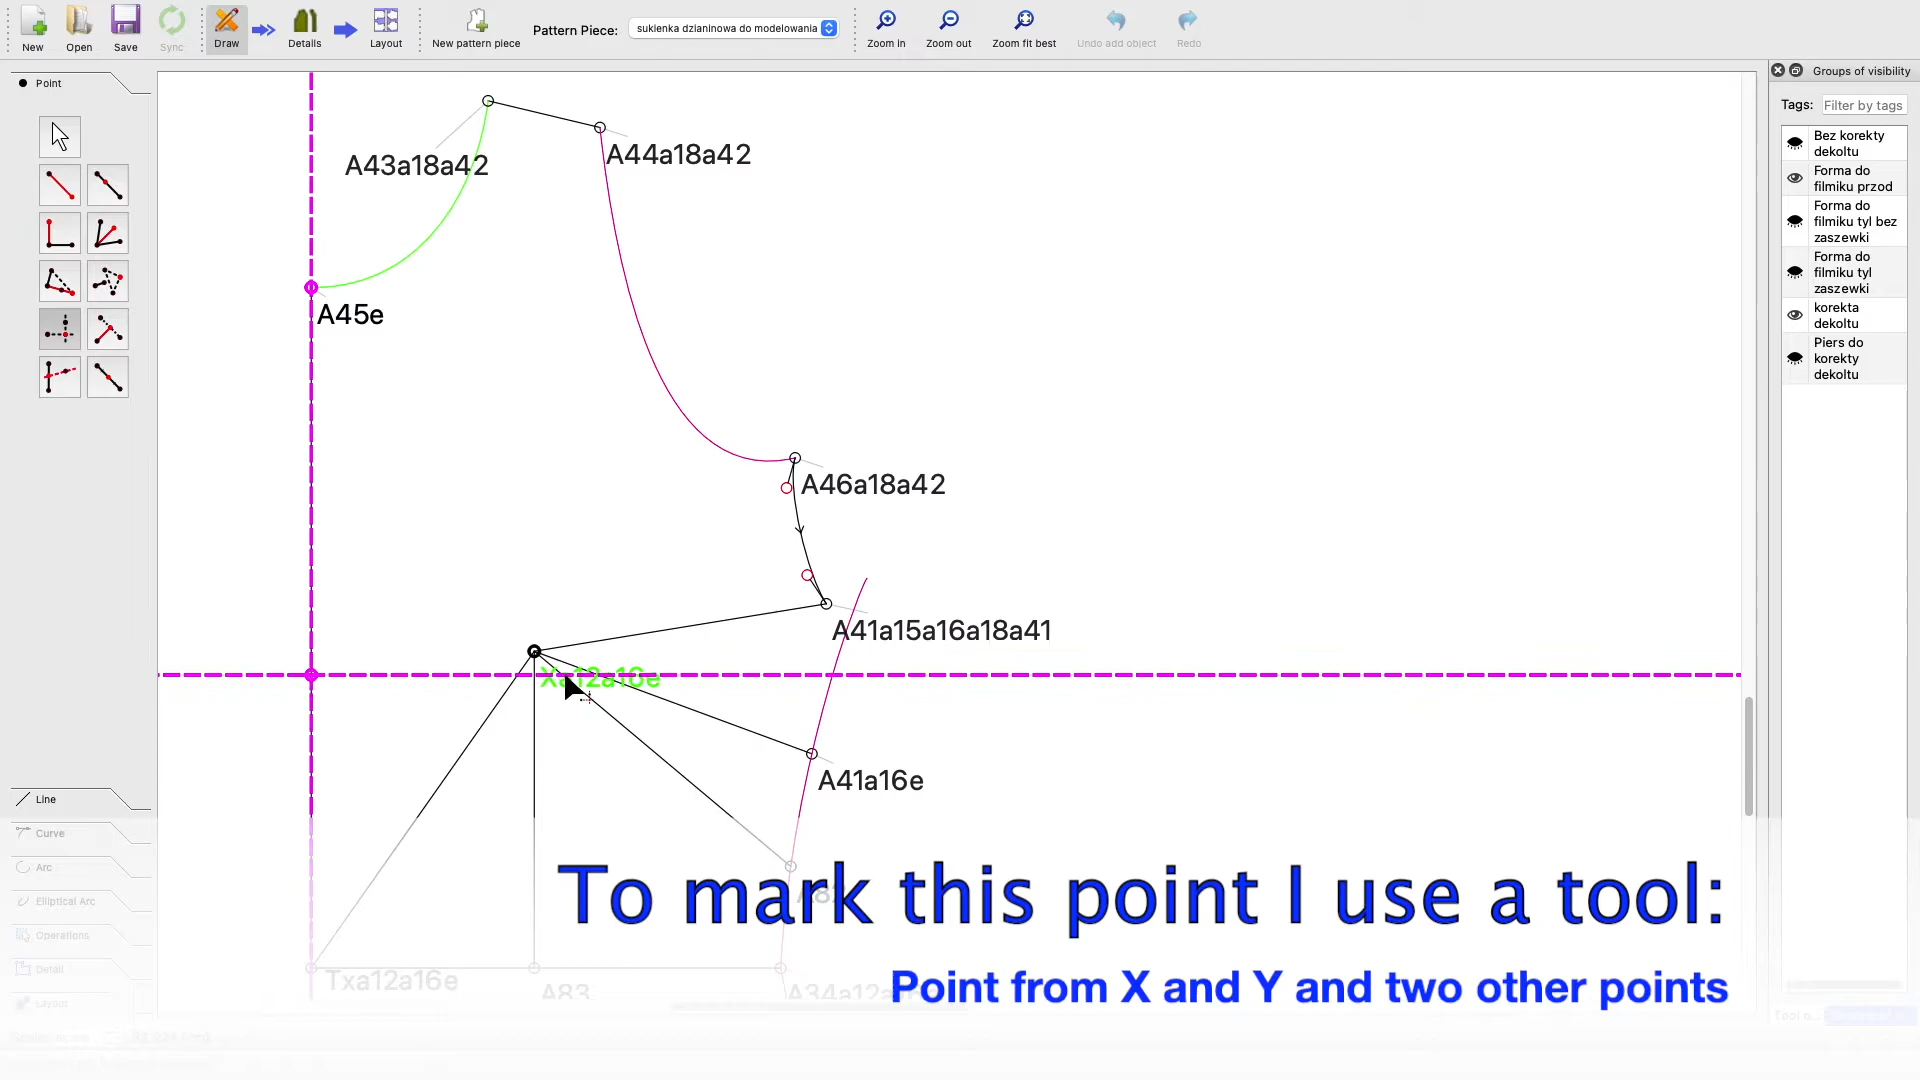 New
Open
Save
Sync
Draw
Details
Layout
New pattern piece
Pattern Piece:
sukienka dzianinowa do modelowania
Zoom in
Zoom out
Zoom fit best
Undo add object
Redo
Point
Groups of visibility
Tags:
Filter by tags
Bez korekty
dekoltu
Forma do
filmiku przod
Forma do
filmiku tyl bez
zaszewki
Forma do
filmiku tyl
zaszewki
korekta
dekoltu
Piers do
korekty
dekoltu
A43a18a42
A44a18a42
A45e
A46a18a42
A41a15a16a18a41
Xa12a16e
A41a16e
Txa12a16e
A83
Line
Curve
Arc
Elliptical Arc
Operations
Detail
Layout
To mark this point I use a tool:
Point from X and Y and two other points